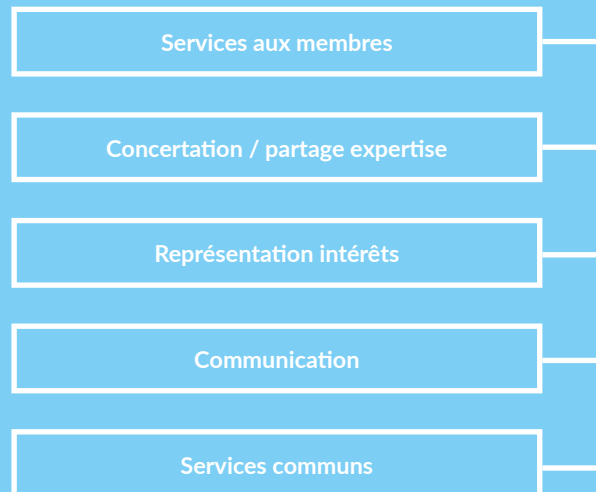 Services aux membres
Concertation / partage expertise
Représentation intérêts
Communication
Services communs